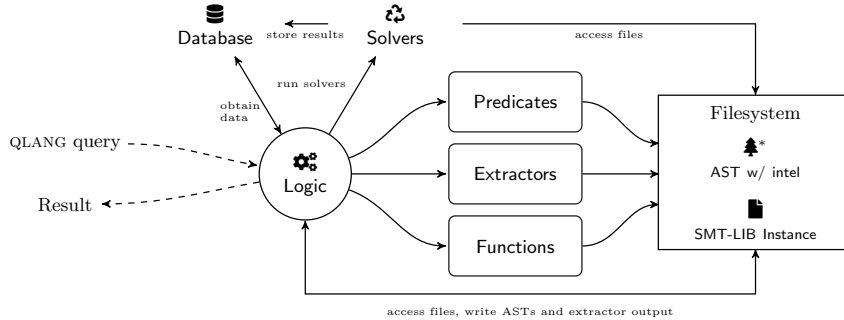 Database
store results
Solvers
access files
run solvers
obtain
data
Predicates
Filesystem
QLANG query
*
AST w/ intel
Logic
Extractors
Result
SMT-LIB Instance
Functions
access files, write ASTs and extractor output